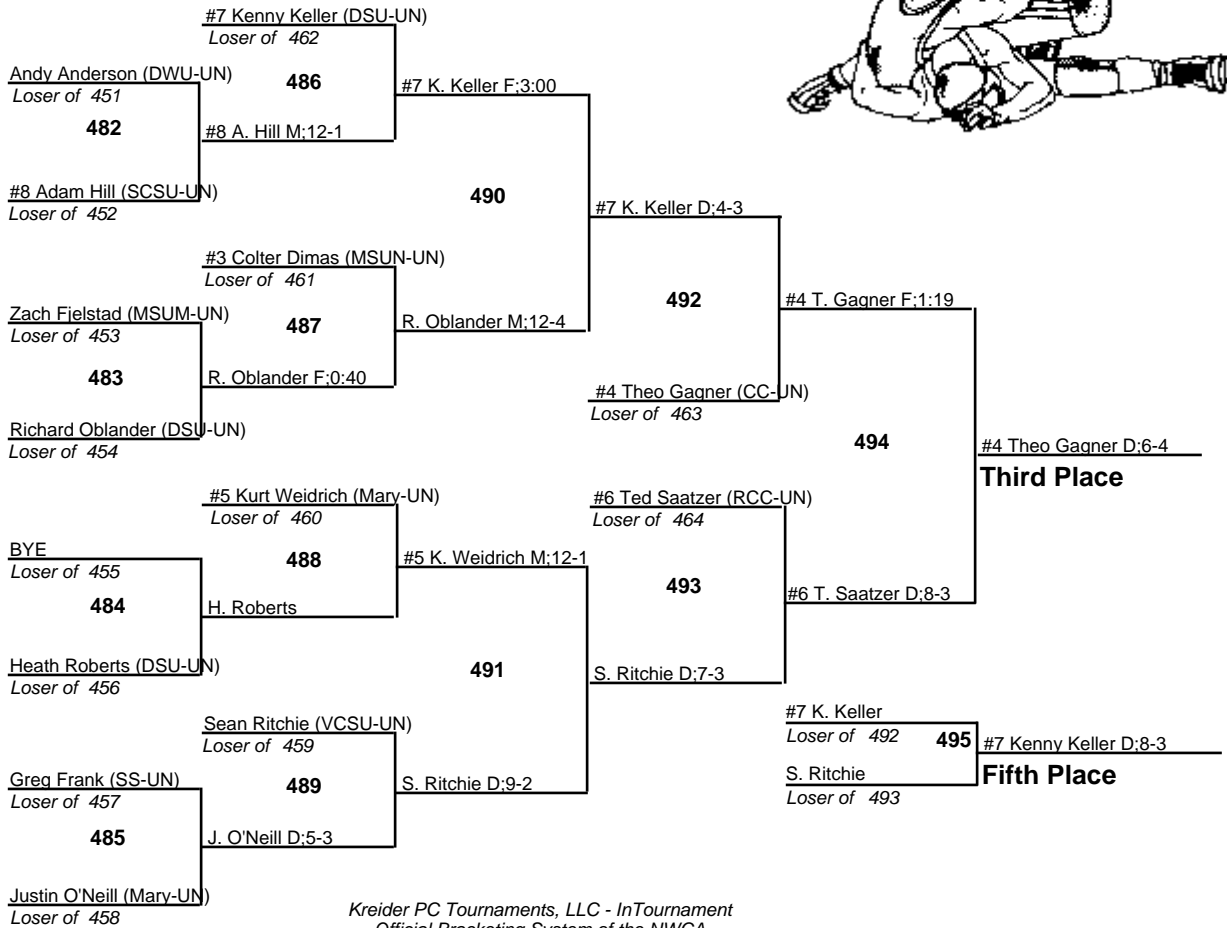 #7 Kenny Keller (DSU-UN)
Loser of 462
Andy Anderson (DWU-UN)
Loser of 451
486
#7 K. Keller F;3:00
482
#8 A. Hill M;12-1
#8 Adam Hill (SCSU-UN)
Loser of 452
490
#7 K. Keller D;4-3
#3 Colter Dimas (MSUN-UN)
Loser of 461
Zach Fjelstad (MSUM-UN)
Loser of 453
487
R. Oblander M;12-4
492
#4 T. Gagner F;1:19
483
R. Oblander F;0:40
#4 Theo Gagner (CC-UN)
Loser of 463
Richard Oblander (DSU-UN)
Loser of 454
494
#4 Theo Gagner D;6-4
Third Place
#5 Kurt Weidrich (Mary-UN)
Loser of 460
#6 Ted Saatzer (RCC-UN)
Loser of 464
BYE
Loser of 455
488
#5 K. Weidrich M;12-1
493
#6 T. Saatzer D;8-3
484
H. Roberts
Heath Roberts (DSU-UN)
Loser of 456
491
S. Ritchie D;7-3
Sean Ritchie (VCSU-UN)
Loser of 459
#7 K. Keller
Loser of 492
495
#7 Kenny Keller D;8-3
Fifth Place
S. Ritchie
Loser of 493
Greg Frank (SS-UN)
Loser of 457
489
S. Ritchie D;9-2
485
J. O'Neill D;5-3
Justin O'Neill (Mary-UN)
Loser of 458
Kreider PC Tournaments, LLC - InTournament
Official Bracketing System of the NWCA